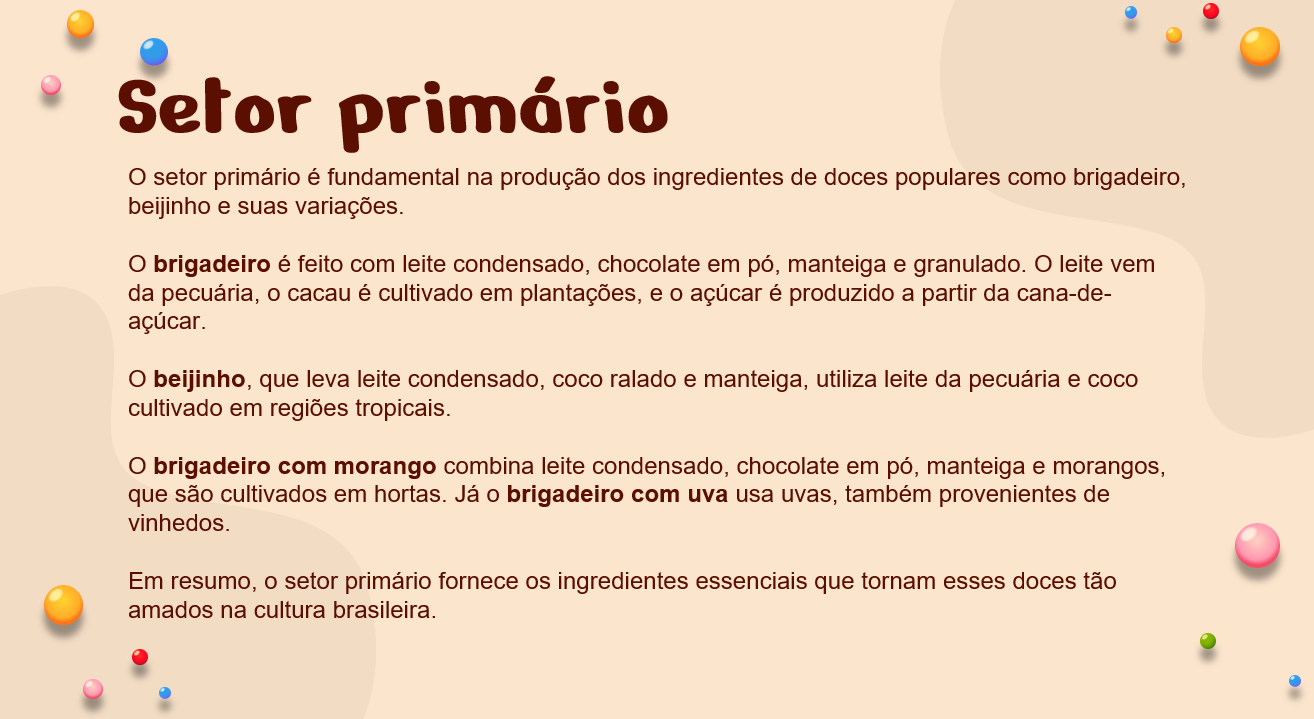 Setor primário
O setor primário é fundamental na produção dos ingredientes de doces populares como brigadeiro,
beijinho e suas variações.
O brigadeiro é feito com leite condensado, chocolate em pó, manteiga e granulado. O leite vem
da pecuária, o cacau é cultivado em plantações, e o açúcar é produzido a partir da cana-de-
açúcar.
O beijinho, que leva leite condensado, coco ralado e manteiga, utiliza leite da pecuária e coco
cultivado em regiões tropicais.
O brigadeiro com morango combina leite condensado, chocolate em pó, manteiga e morangos,
que são cultivados em hortas. Já o brigadeiro com uva usa uvas, também provenientes de
vinhedos.
Em resumo, o setor primário fornece os ingredientes essenciais que tornam esses doces tão
amados na cultura brasileira.